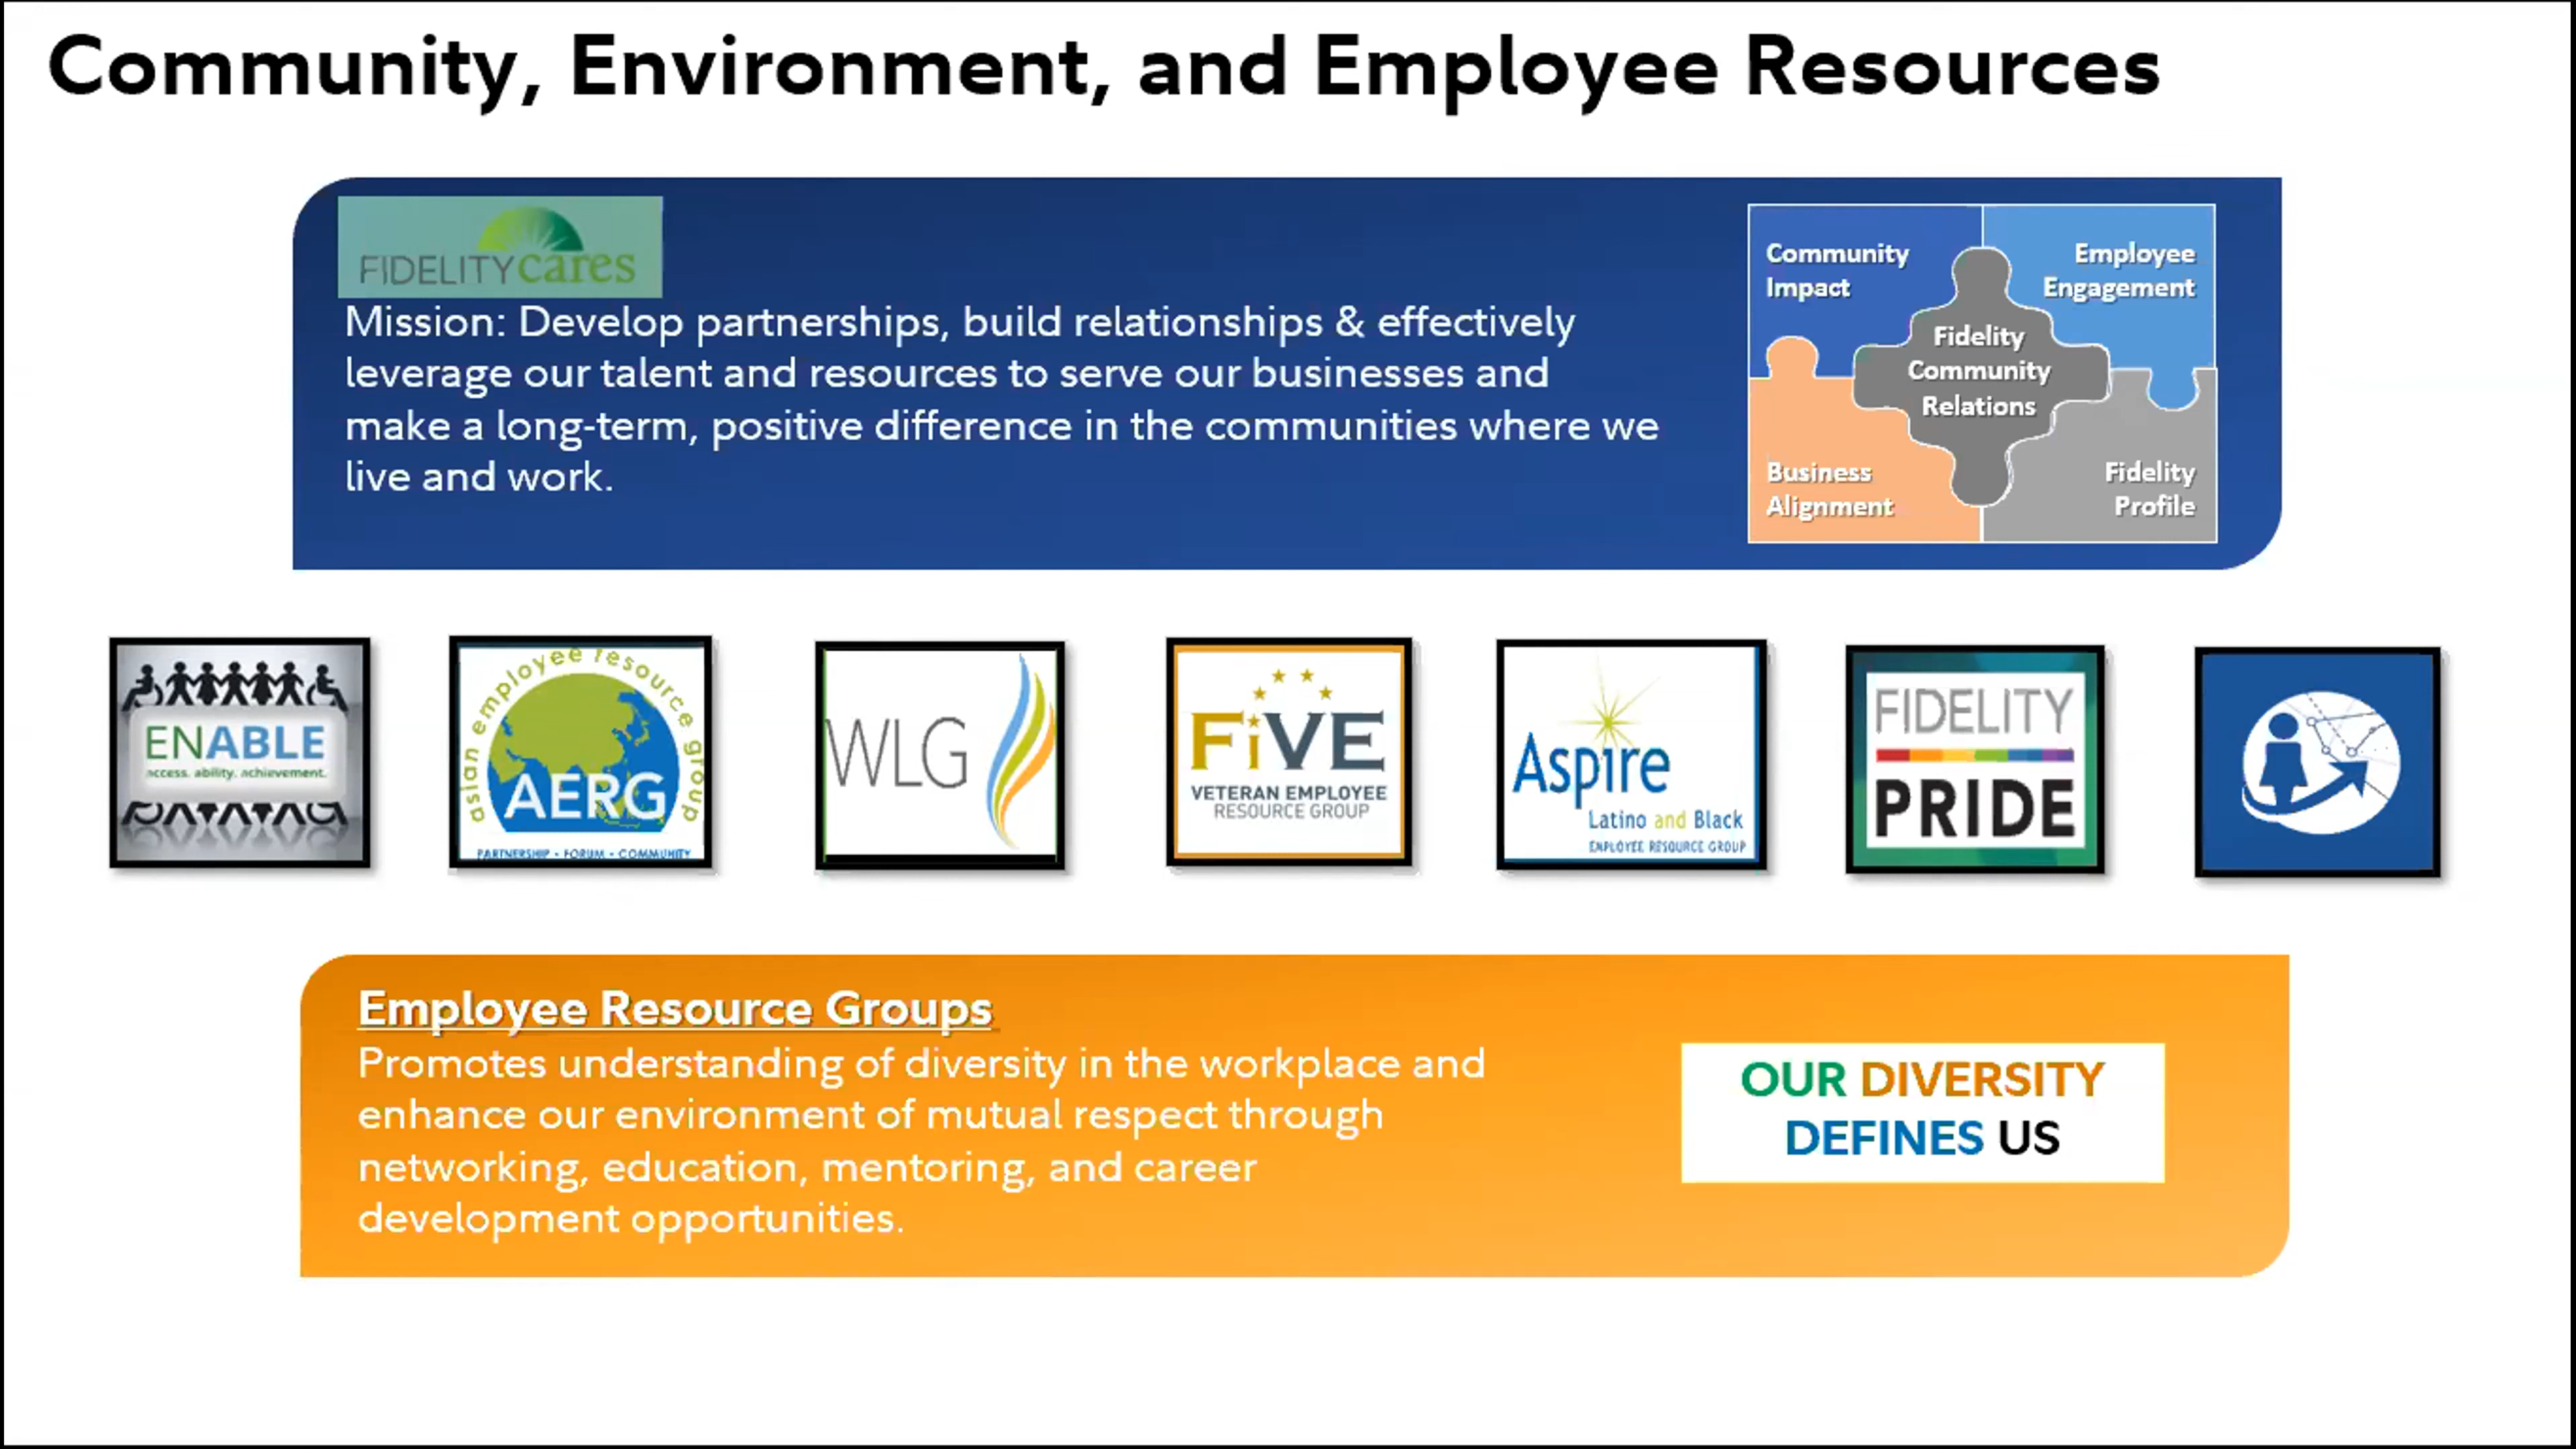 Community, Environment, and Employee Resources
FIDELITY cares
Mission: Develop partnerships, build relationships & effectively
leverage our talent and resources to serve our businesses and
make a long-term, positive difference in the communities where we
live and work.
Community
Impact
Employee
Engagement
Fidelity
Community
Relations
Business
Alignment
Fidelity
Profile
ENABLE
access. ability. achievement.
asian employee resource group
AERG
PARTNERSHIP • FORUM • COMMUNITY
WLG
FiVE
VETERAN EMPLOYEE
RESOURCE GROUP
Aspire
Latino and Black
EMPLOYEE RESOURCE GROUP
FIDELITY
PRIDE
Employee Resource Groups
Promotes understanding of diversity in the workplace and
enhance our environment of mutual respect through
networking, education, mentoring, and career
development opportunities.
OUR DIVERSITY
DEFINES US